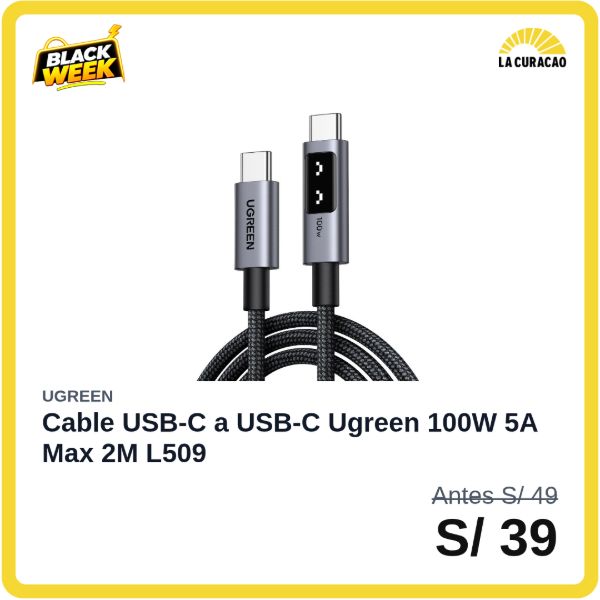 BLACK
WEEK
LA CURACAO
UGREEN
100W
UGREEN
Cable USB-C a USB-C Ugreen 100W 5A
Max 2M L509
Antes S/ 49
S/ 39